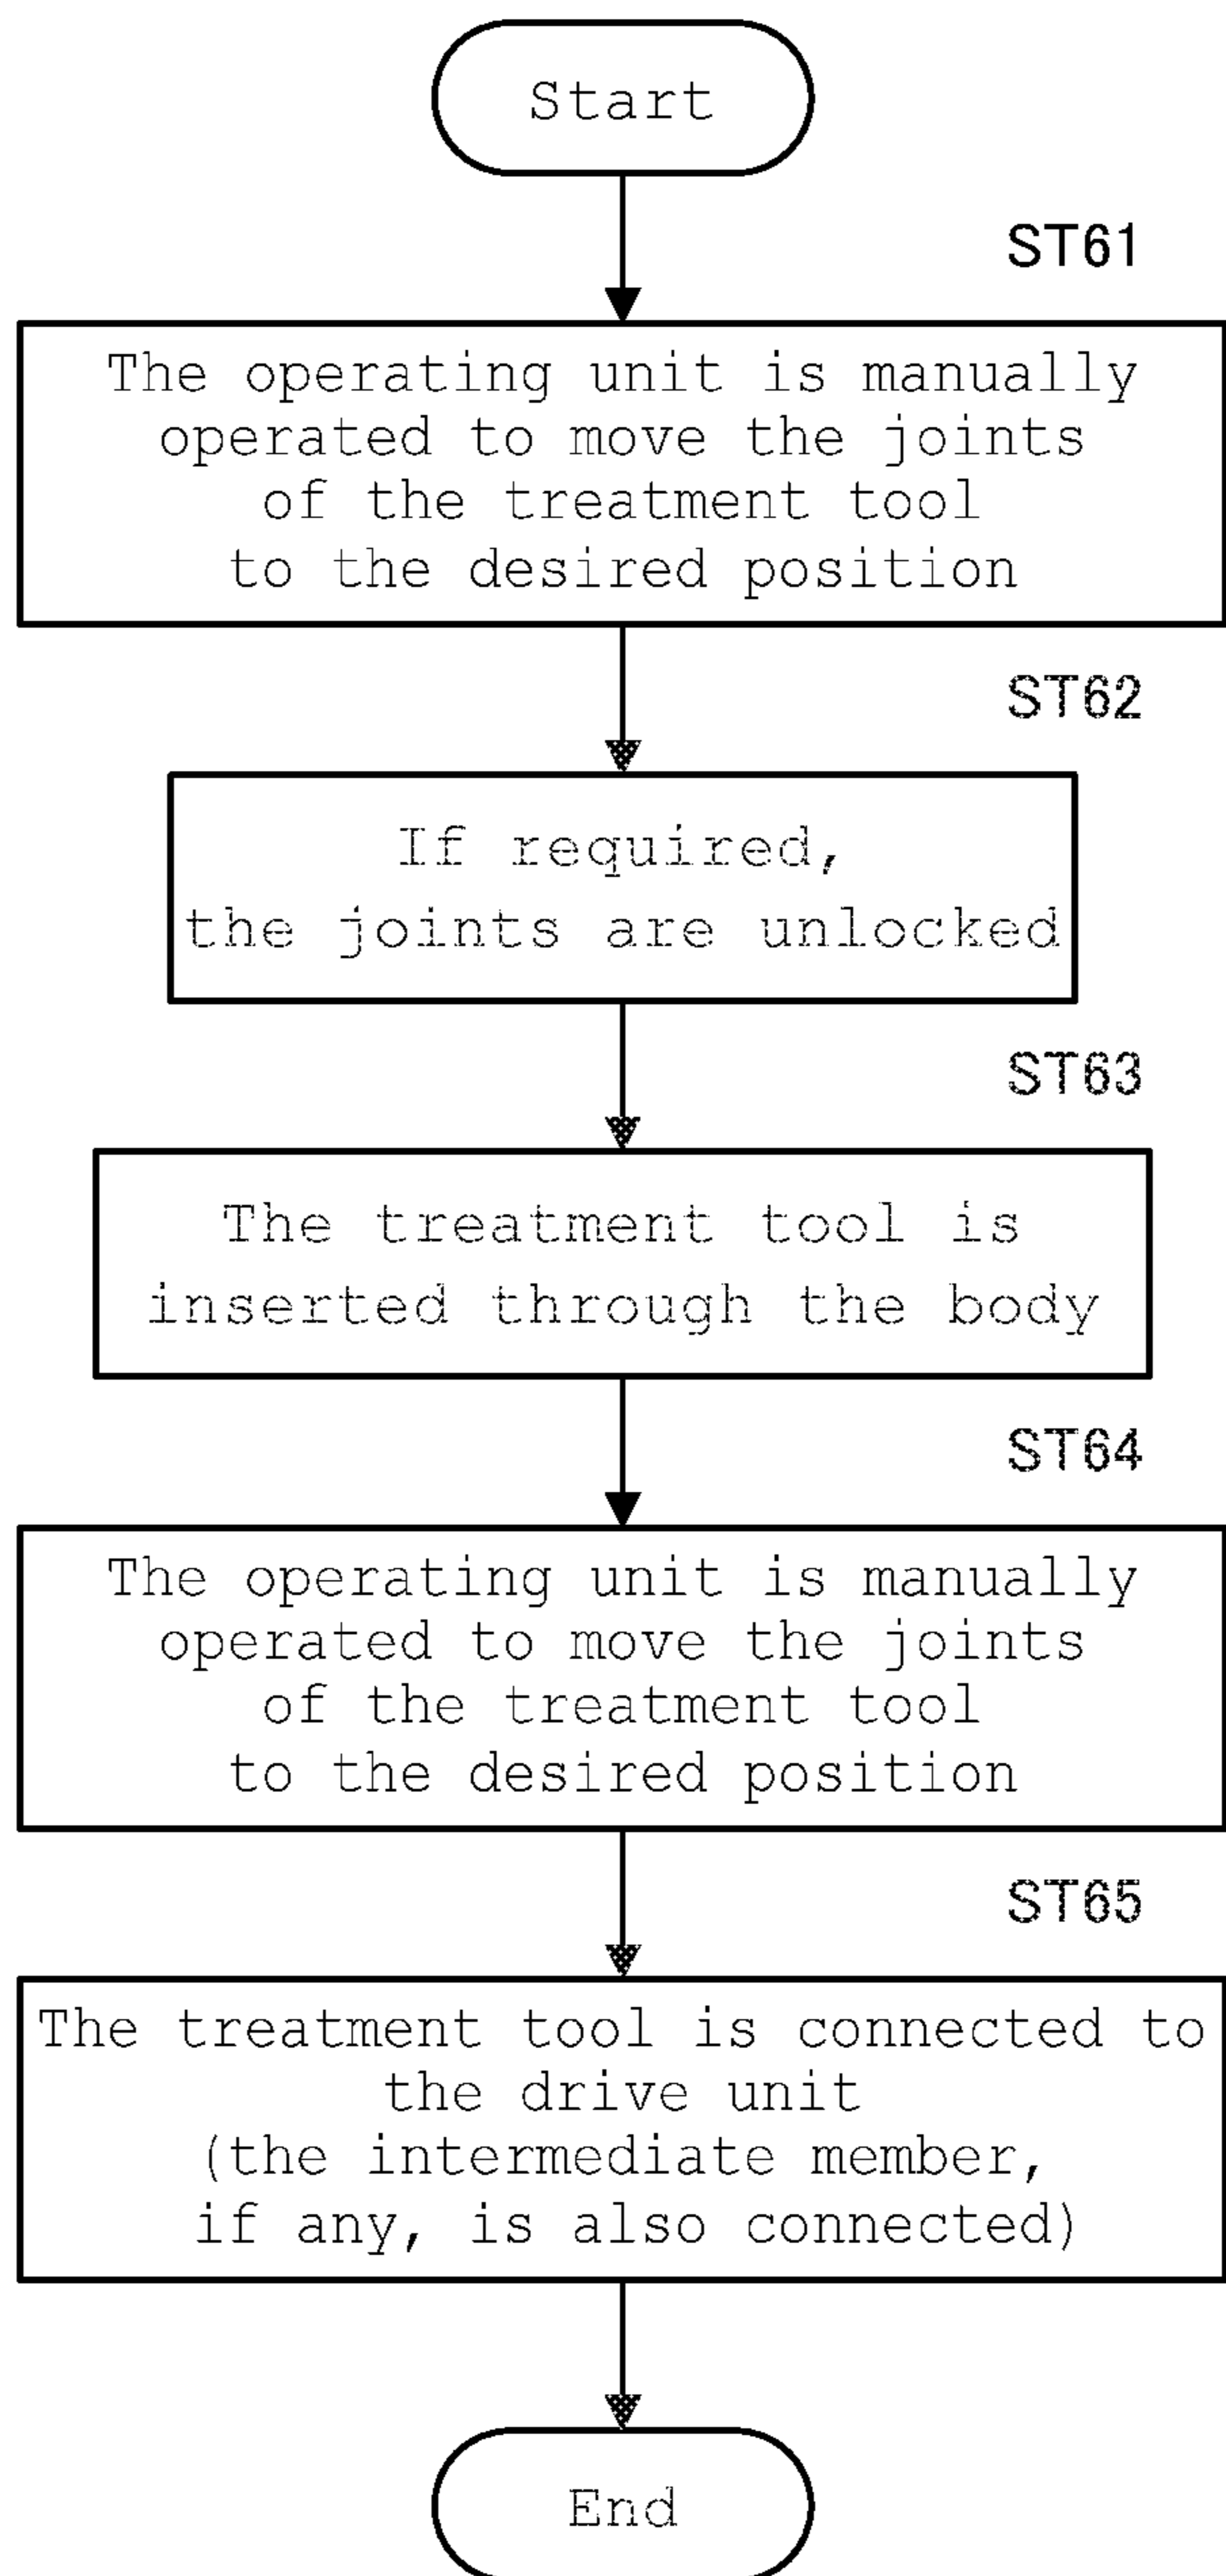 Start
ST61
The operating unit is manually
operated to move the joints
of the treatment tool
to the desired position
ST62
If required,
the joints are unlocked
ST63
The treatment tool is
inserted through the body
ST64
The operating unit is manually
operated to move the joints
of the treatment tool
to the desired position
ST65
The treatment tool is connected to
the drive unit
(the intermediate member,
if any, is also connected)
End